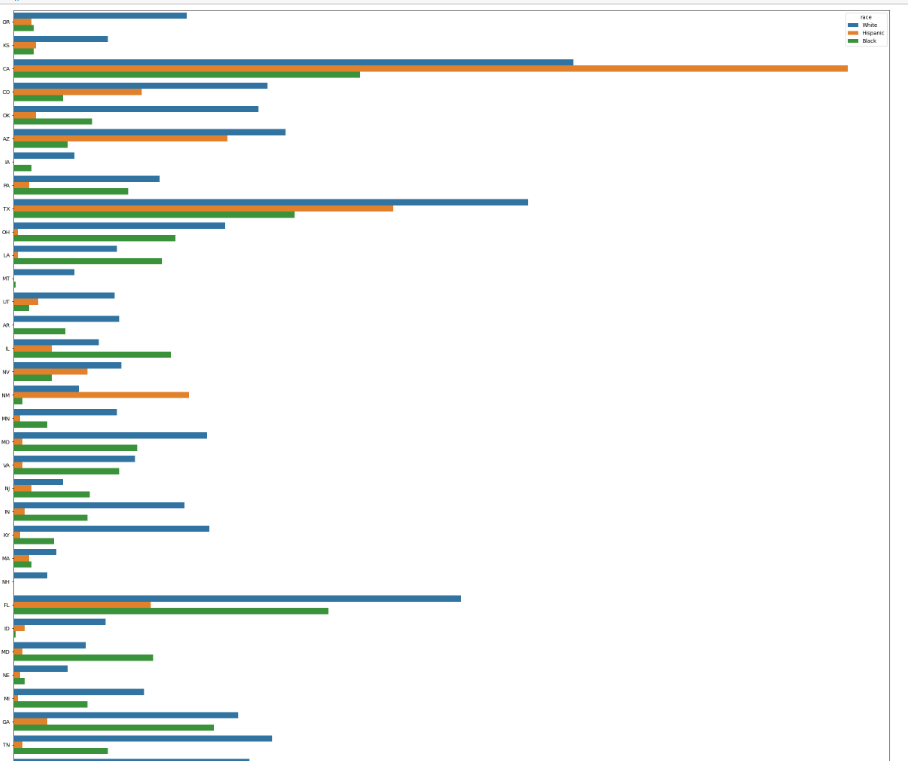 race
White
Hispanic
Black
OR
KS
CA
CO
OK
AZ
IA
PA
TX
OH
LA
MT
UT
AR
IL
NV
NM
MN
MO
VA
NJ
IN
KY
MA
NH
FL
ID
MD
NE
MI
GA
TN